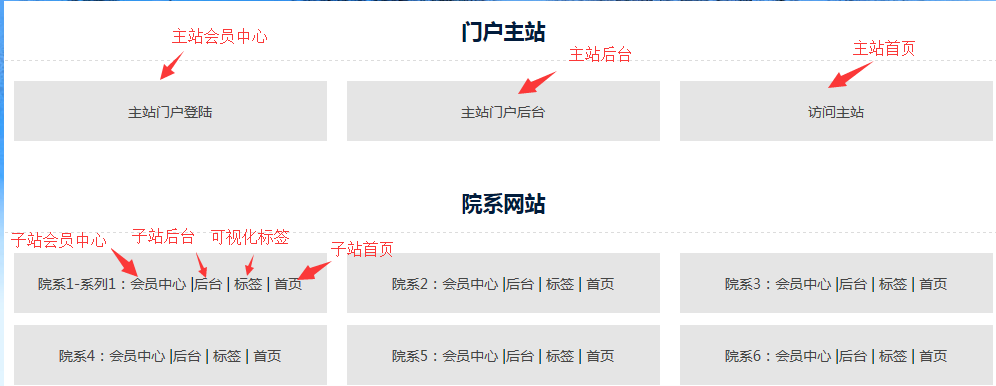 门户主站
主站会员中心
主站后台
主站首页
主站门户登陆
主站门户后台
访问主站
院系网站
子站会员中心
子站后台
可视化标签
子站首页
院系1-系列1：会员中心 |后台 | 标签 | 首页
院系2：会员中心 |后台 | 标签 | 首页
院系3：会员中心 |后台 | 标签 | 首页
院系4：会员中心 |后台 | 标签 | 首页
院系5：会员中心 |后台 | 标签 | 首页
院系6：会员中心 |后台 | 标签 | 首页